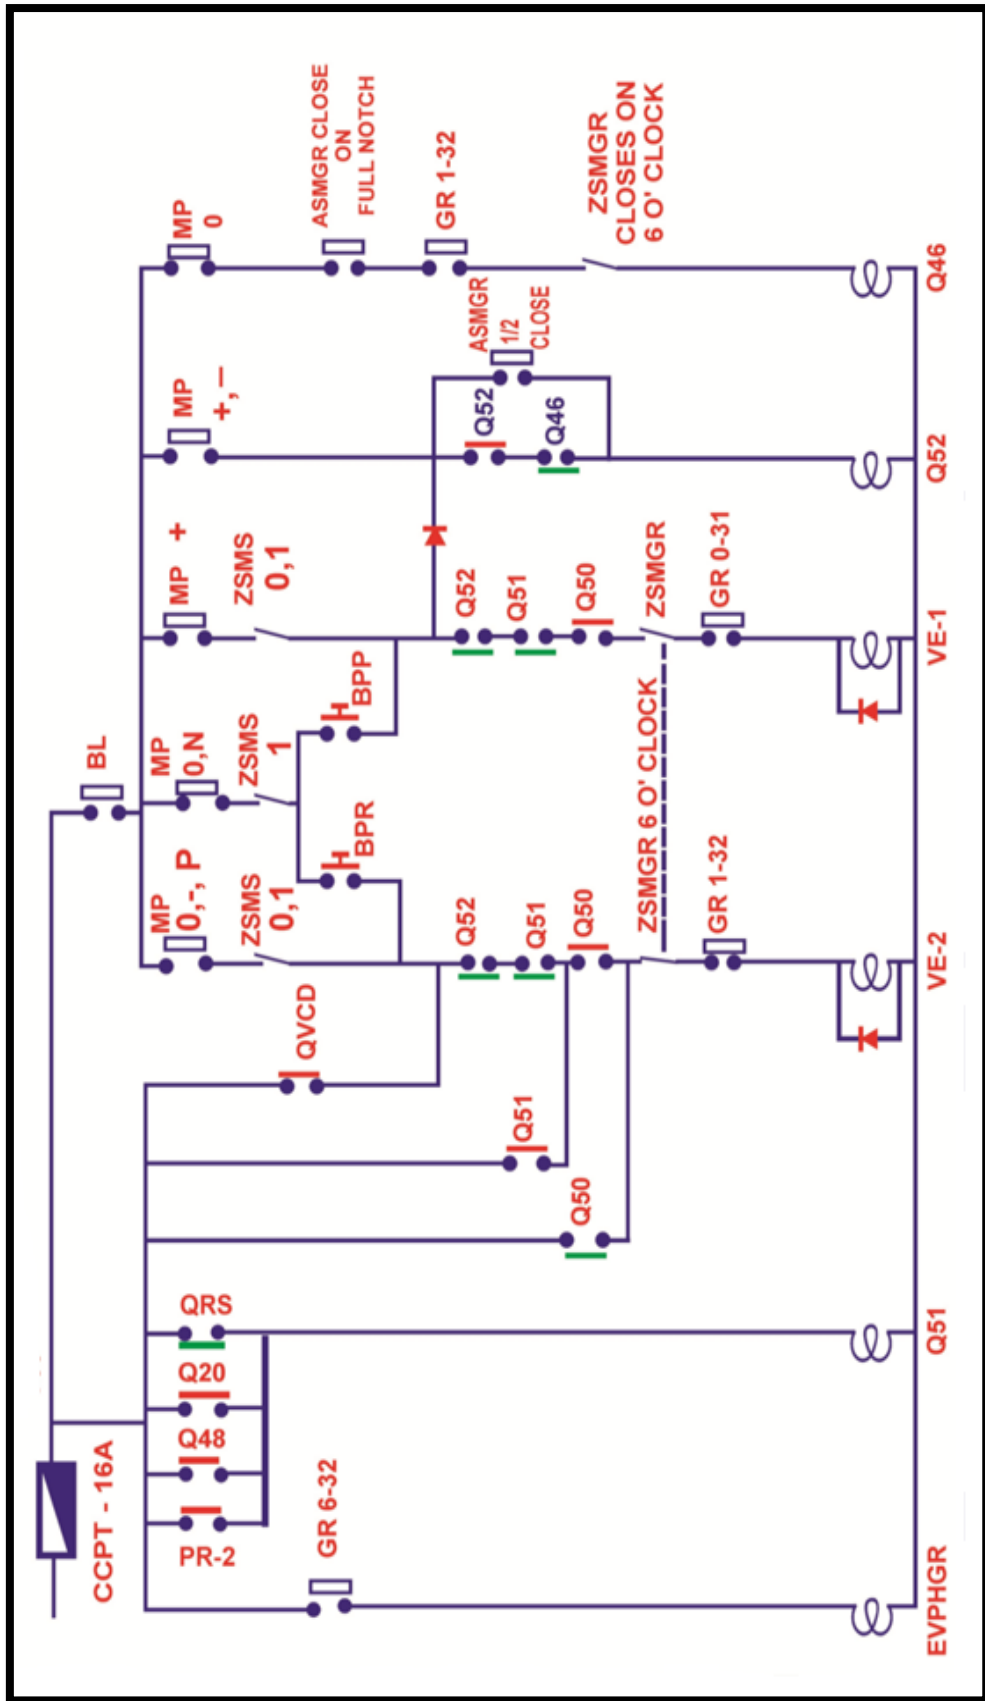 ASMGR CLOSE
ON
FULL NOTCH
MP
0
GR 1-32
ZSMGR
CLOSES ON
6 O' CLOCK
Q46
ASMGR
1/2
CLOSE
MP
+, –
Q52
Q46
Q52
MP +
ZSMS
0,1
Q52
Q51
Q50
ZSMGR
GR 0-31
VE-1
BL
MP
0,N
ZSMS
1
BPP
BPR
ZSMGR 6 O' CLOCK
MP
0,-, P
ZSMS
0,1
Q52
Q51
Q50
GR 1-32
VE-2
QVCD
Q51
Q50
QRS
Q20
Q48
PR-2
Q51
CCPT - 16A
GR 6-32
EVPHGR